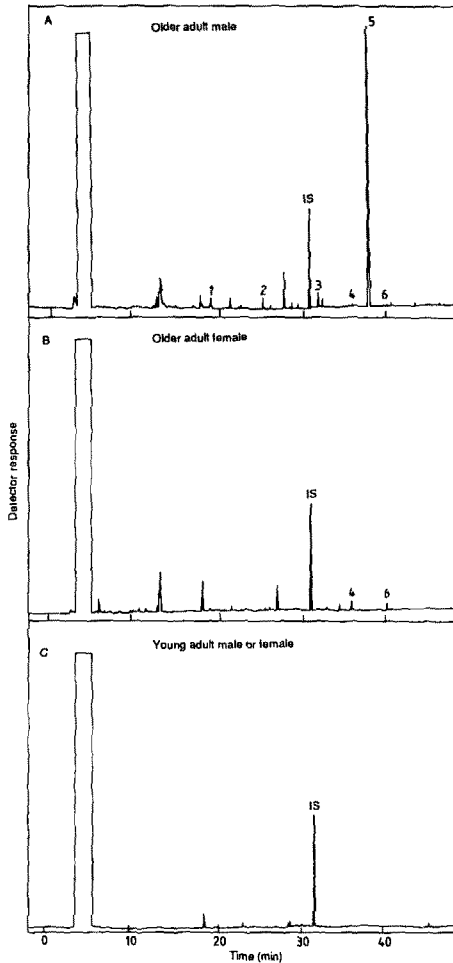 A
Older adult male
5
IS
1
2
3
4
6
B
Older adult female
IS
4
6
Detector response
C
Young adult male or female
IS
0
10
20
30
40
Time (min)